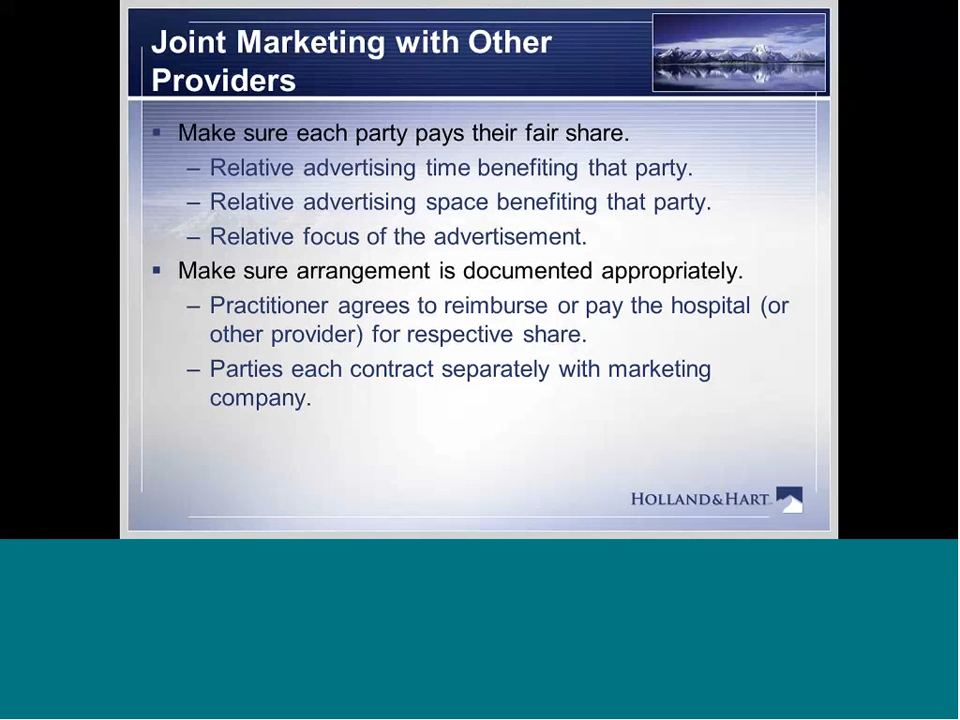 Joint Marketing with Other
Providers
▪ Make sure each party pays their fair share.
– Relative advertising time benefiting that party.
– Relative advertising space benefiting that party.
– Relative focus of the advertisement.
▪ Make sure arrangement is documented appropriately.
– Practitioner agrees to reimburse or pay the hospital (or
other provider) for respective share.
– Parties each contract separately with marketing
company.
HOLLAND&HART